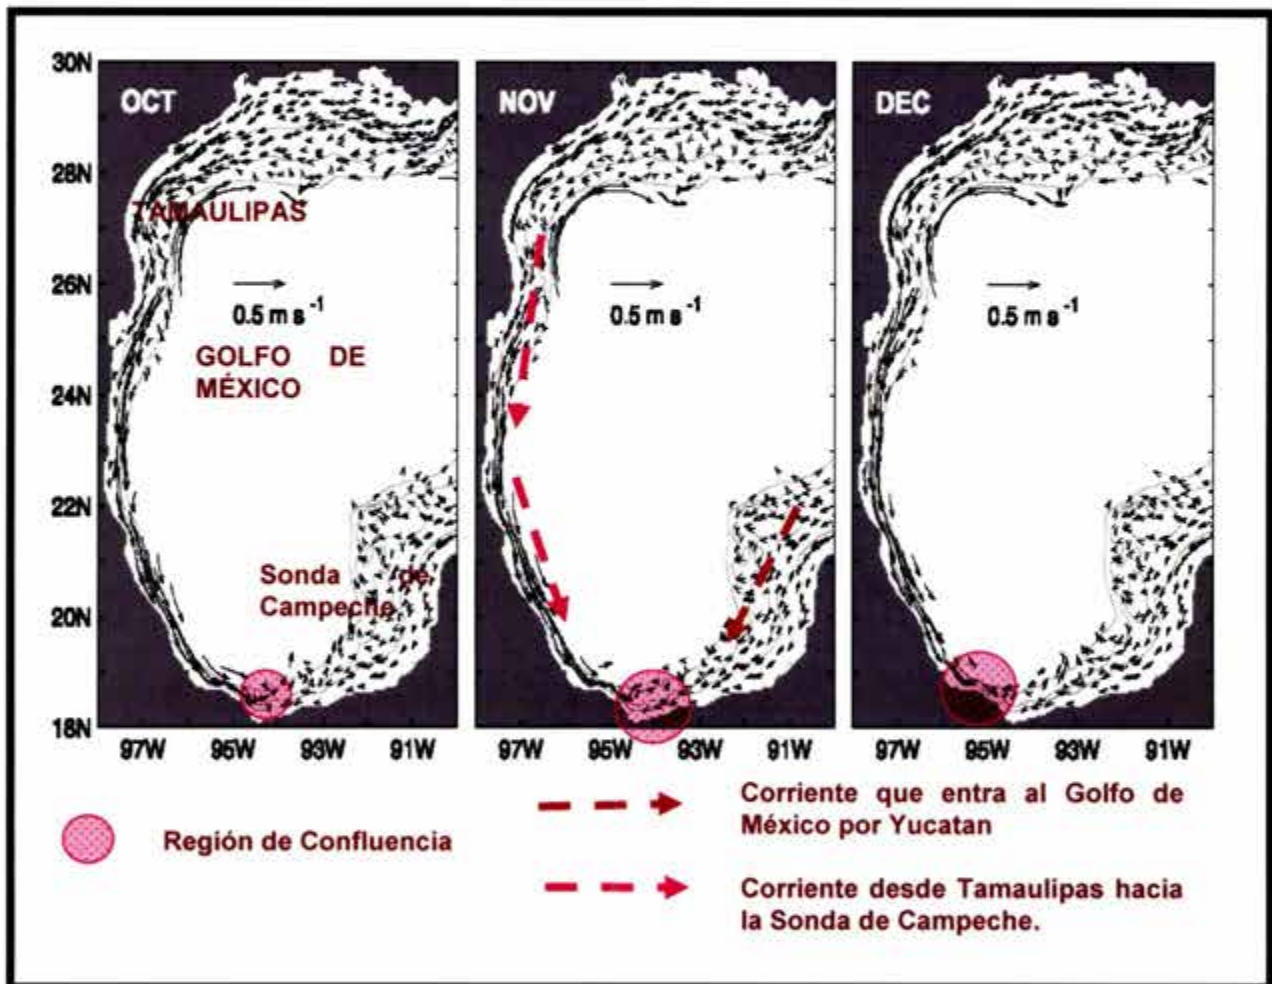 30N
OCT
NOV
DEC
28N
TAMAULIPAS
26N
0.5 m s⁻¹
0.5 m s⁻¹
0.5 m s⁻¹
GOLFO DE
MÉXICO
24N
22N
Sonda de
Campeche
20N
18N
97W 95W 93W 91W
97W 95W 93W 91W
97W 95W 93W 91W
Región de Confluencia
Corriente que entra al Golfo de
México por Yucatan
Corriente desde Tamaulipas hacia
la Sonda de Campeche.